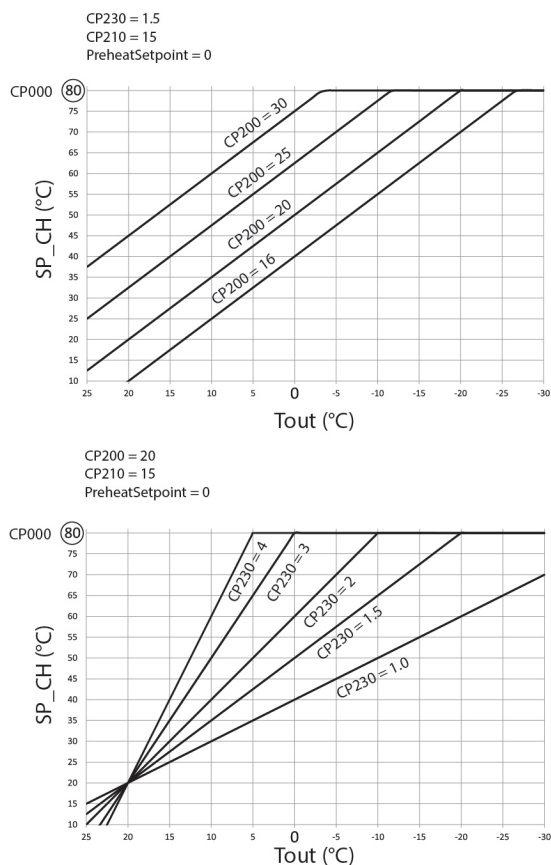 CP230 = 1.5
CP210 = 15
PreheatSetpoint = 0
CP000 80
75
70
65
60
55
50
45
40
35
30
25
20
15
10
SP_CH (°C)
CP200 = 30
CP200 = 25
CP200 = 20
CP200 = 16
25 20 15 10 5 0 -5 -10 -15 -20 -25 -30
Tout (°C)
CP200 = 20
CP210 = 15
PreheatSetpoint = 0
CP000 80
75
70
65
60
55
50
45
40
35
30
25
20
15
10
SP_CH (°C)
CP230 = 4
CP230 = 3
CP230 = 2
CP230 = 1.5
CP230 = 1.0
25 20 15 10 5 0 -5 -10 -15 -20 -25 -30
Tout (°C)